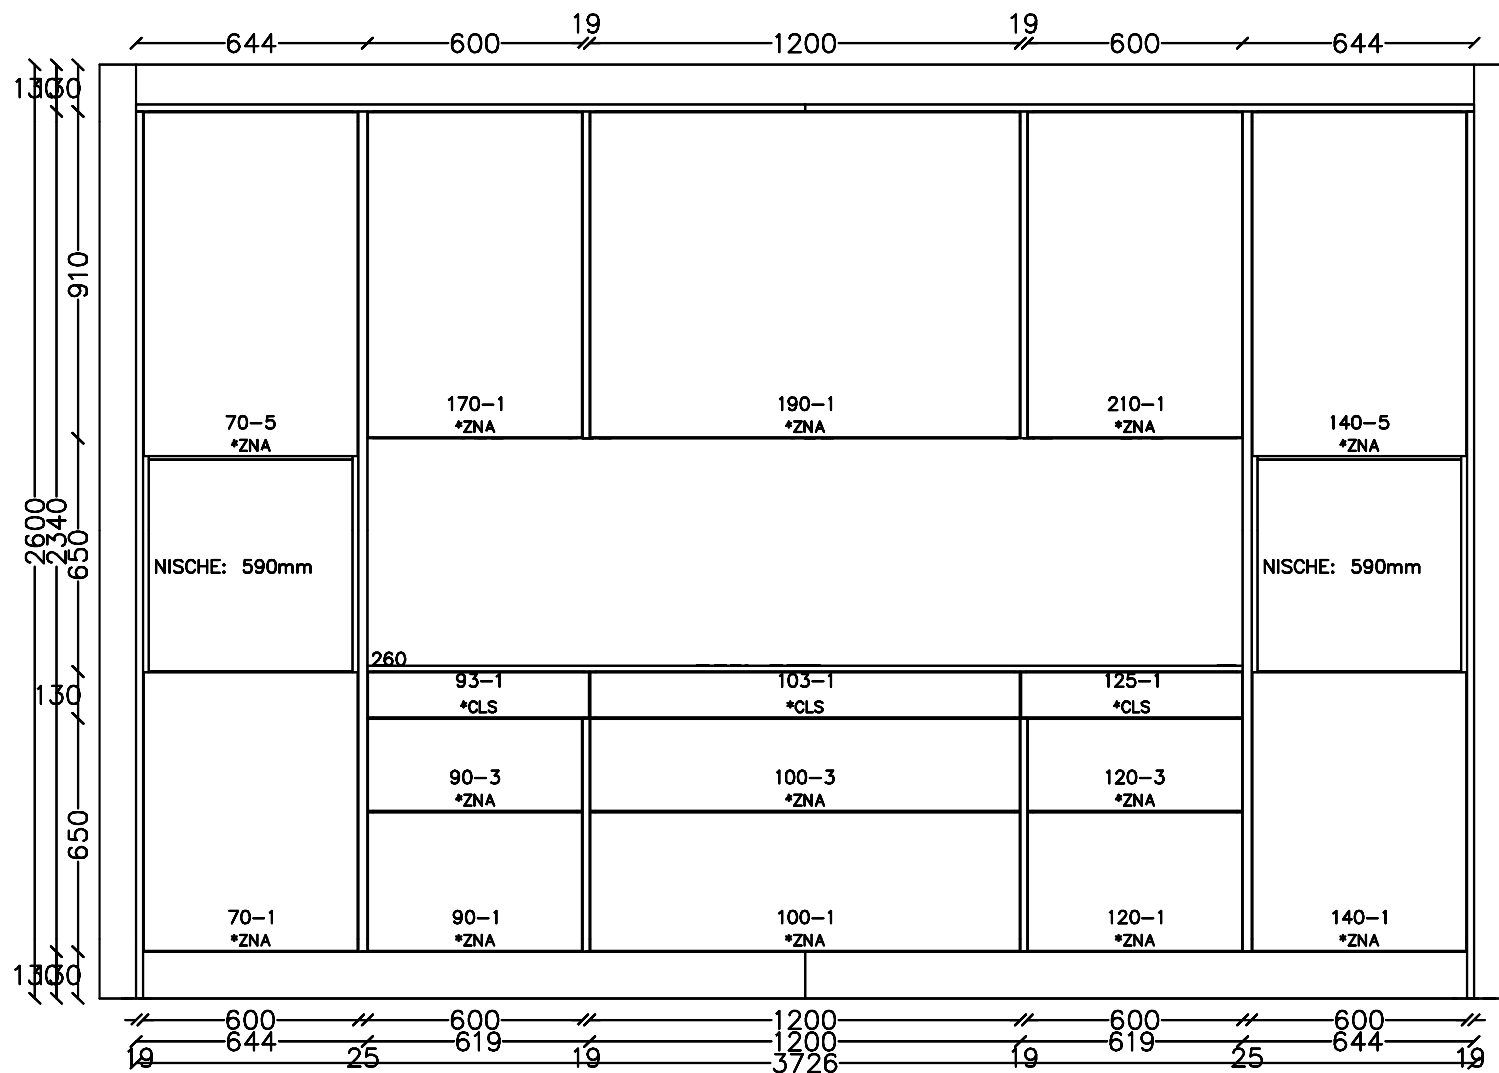 19 19
644 600 1200 600 644
130 130
910
170-1 190-1 210-1
*ZNA *ZNA *ZNA
70-5 140-5
*ZNA *ZNA
2600 2340 650
NISCHE: 590mm NISCHE: 590mm
260
93-1 103-1 125-1
130
*CLS *CLS *CLS
90-3 100-3 120-3
*ZNA *ZNA *ZNA
650
70-1 90-1 100-1 120-1 140-1
*ZNA *ZNA *ZNA *ZNA *ZNA
130 130
600 600 1200 600 600
644 619 1200 619 644
19 25 19 3726 19 25 19